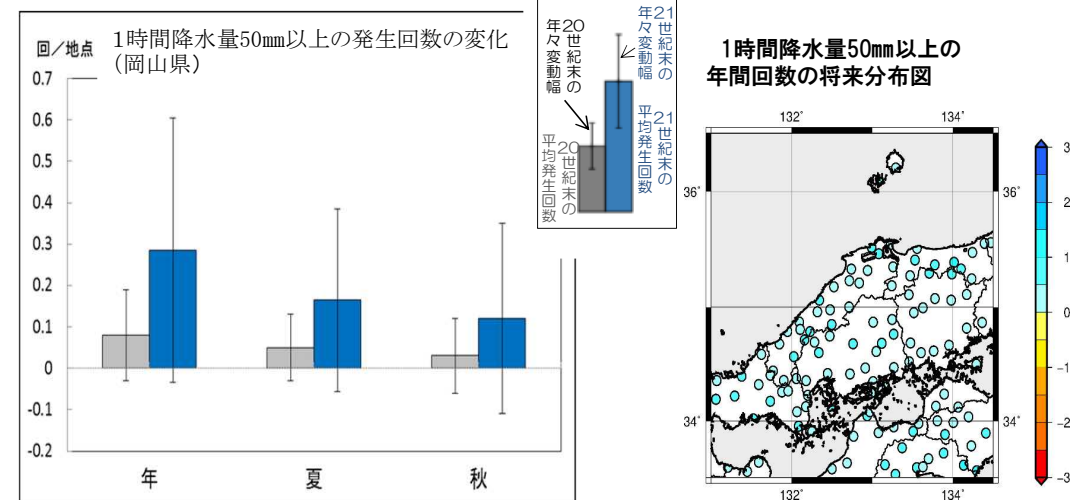 回／地点
1時間降水量50mm以上の発生回数の変化
(岡山県)
0.7
0.6
0.5
0.4
0.3
0.2
0.1
0
-0.1
-0.2
年
夏
秋
20世紀末の
年々変動幅
21世紀末の
年々変動幅
20世紀末の
平均発生回数
21世紀末の
平均発生回数
1時間降水量50mm以上の
年間回数の将来分布図
132°
134°
36°
36°
34°
34°
132°
134°
3
2
1
0
-1
-2
-3